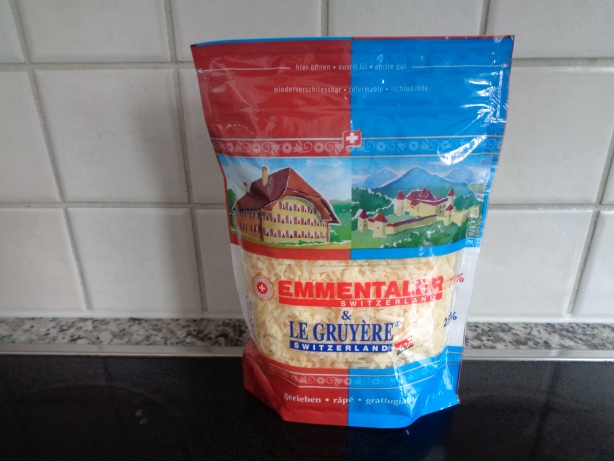 hier öffnen • ouvrir ici • aprire qui
wiederverschliessbar • refermable • richiudibile
EMMENTALER
SWITZERLAND
&
LE GRUYÈRE®
SWITZERLAND
gerieben • râpé • grattugiato